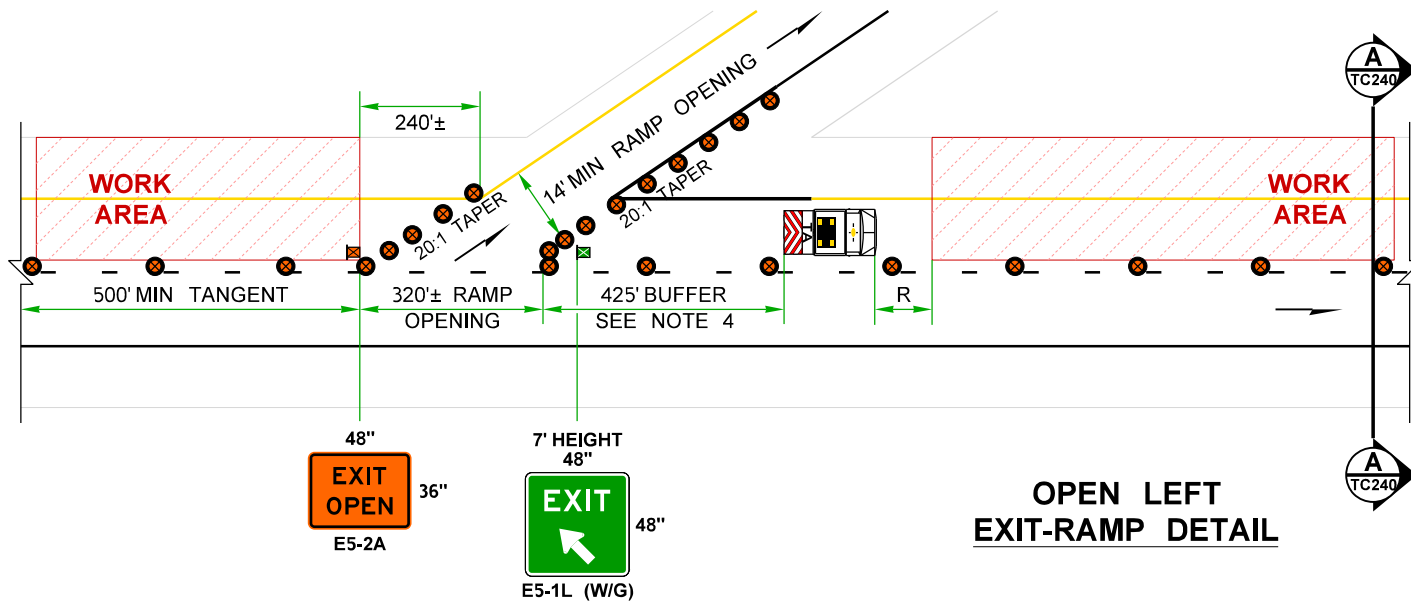 A
TC240
240'±
14' MIN RAMP OPENING
WORK
AREA
20:1 TAPER
20:1 TAPER
WORK
AREA
500' MIN TANGENT
320'± RAMP
OPENING
425' BUFFER
SEE NOTE 4
R
48"
EXIT
OPEN
36"
E5-2A
7' HEIGHT
48"
EXIT
48"
E5-1L (W/G)
OPEN LEFT
EXIT-RAMP DETAIL
A
TC240